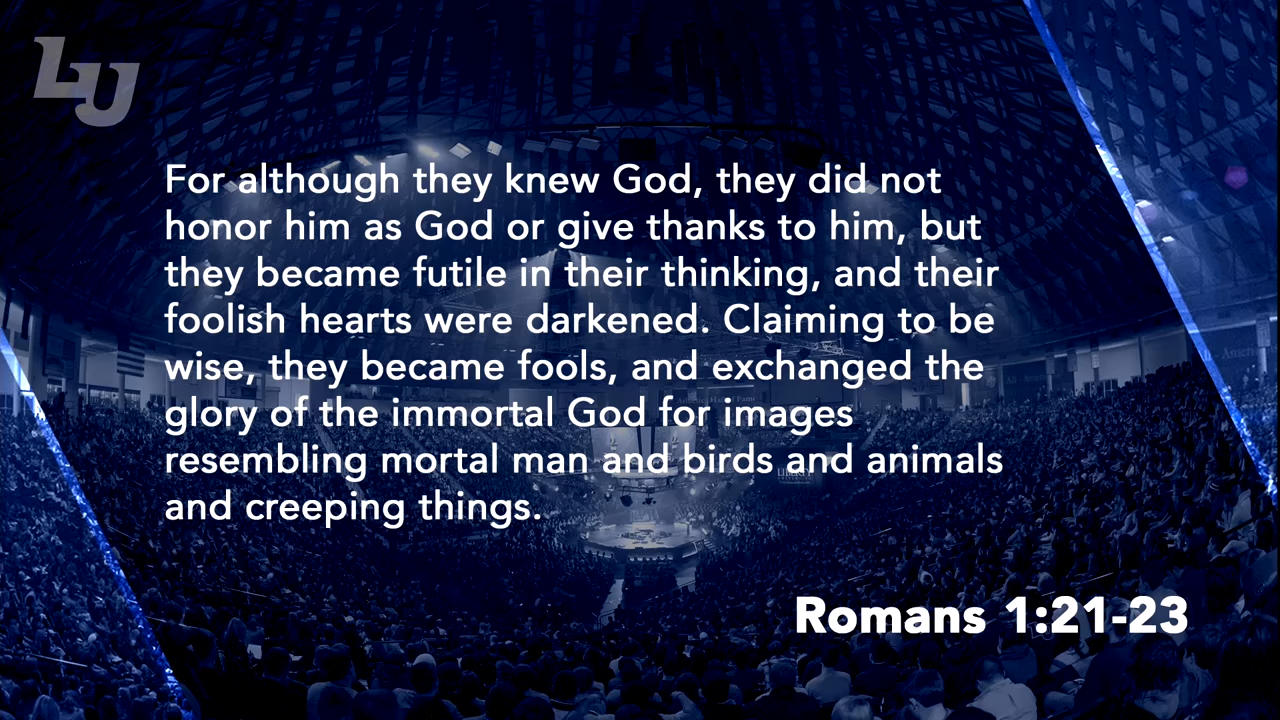 LU
For although they knew God, they did not
honor him as God or give thanks to him, but
they became futile in their thinking, and their
foolish hearts were darkened. Claiming to be
wise, they became fools, and exchanged the
glory of the immortal God for images
resembling mortal man and birds and animals
and creeping things.
Romans 1:21-23